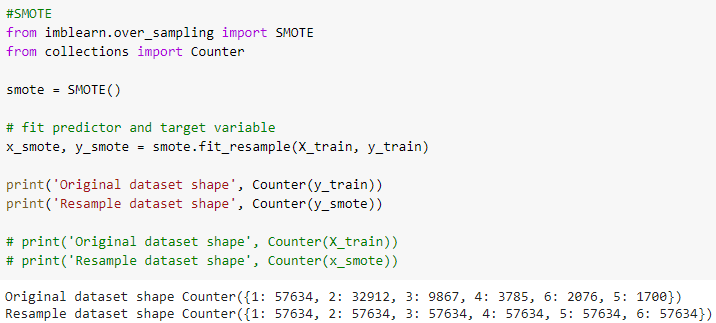 #SMOTE
from imblearn.over_sampling import SMOTE
from collections import Counter
smote = SMOTE()
# fit predictor and target variable
x_smote, y_smote = smote.fit_resample(X_train, y_train)
print('Original dataset shape', Counter(y_train))
print('Resample dataset shape', Counter(y_smote))
# print('Original dataset shape', Counter(X_train))
# print('Resample dataset shape', Counter(x_smote))
Original dataset shape Counter({1: 57634, 2: 32912, 3: 9867, 4: 3785, 6: 2076, 5: 1700})
Resample dataset shape Counter({1: 57634, 2: 57634, 3: 57634, 4: 57634, 5: 57634, 6: 57634})